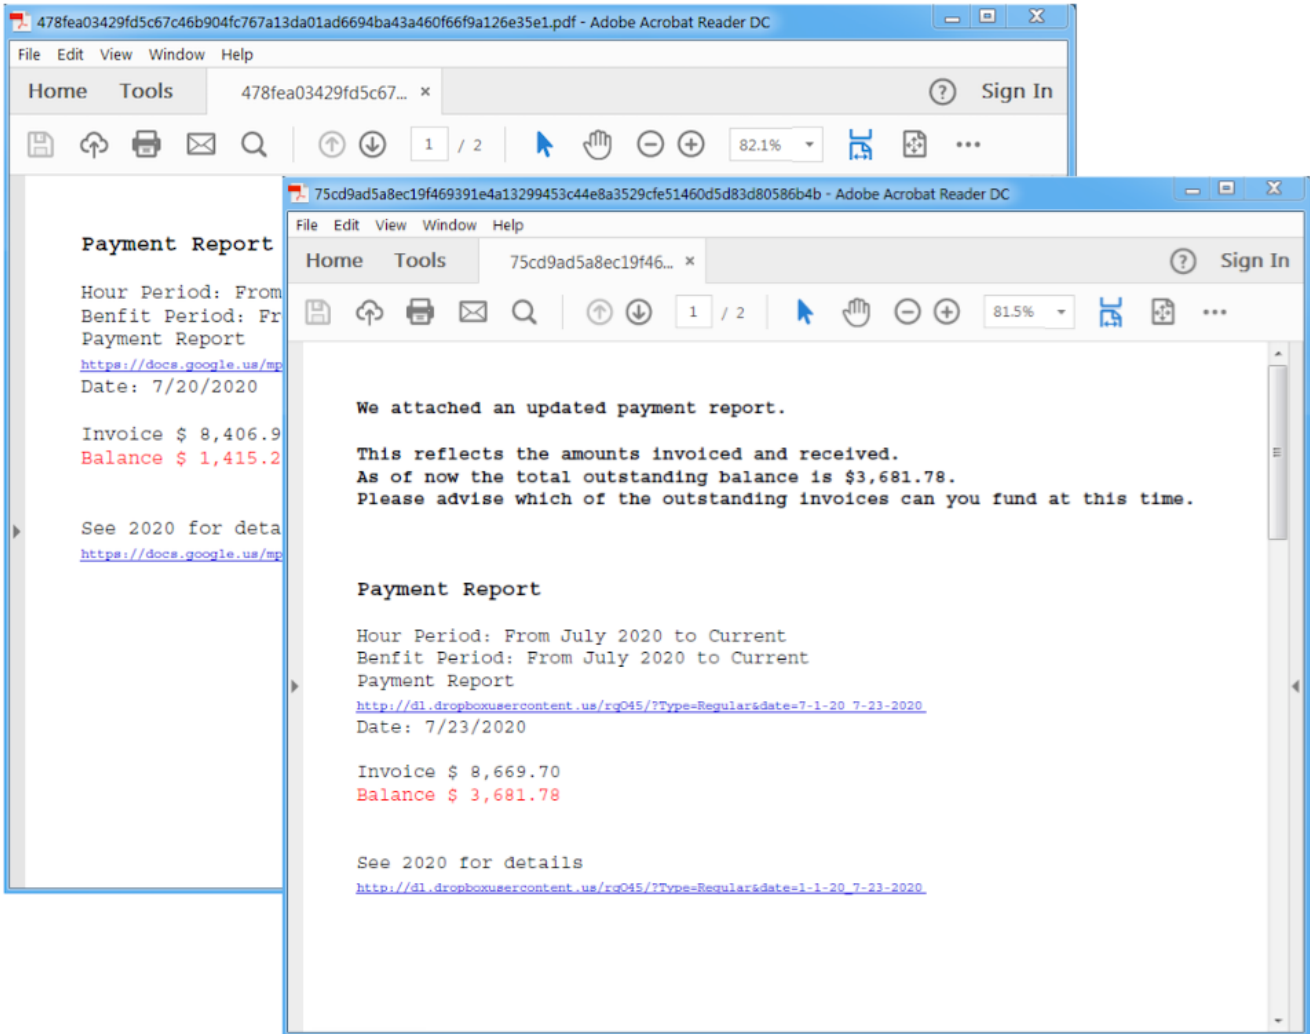 478fea03429fd5c67c46b904fc767a13da01ad6694ba43a460f66f9a126e35e1.pdf - Adobe Acrobat Reader DC
File Edit View Window Help
Home Tools 478fea03429fd5c67... ×
? Sign In
1 / 2 82.1%
Payment Report
Hour Period: From
Benfit Period: Fr
Payment Report
https://docs.google.us/mp
Date: 7/20/2020
Invoice $ 8,406.9
Balance $ 1,415.2
See 2020 for deta
https://docs.google.us/mp
75cd9ad5a8ec19f469391e4a13299453c44e8a3529cfe51460d5d83d80586b4b - Adobe Acrobat Reader DC
File Edit View Window Help
Home Tools 75cd9ad5a8ec19f46... ×
? Sign In
1 / 2 81.5%
We attached an updated payment report.
This reflects the amounts invoiced and received.
As of now the total outstanding balance is $3,681.78.
Please advise which of the outstanding invoices can you fund at this time.
Payment Report
Hour Period: From July 2020 to Current
Benfit Period: From July 2020 to Current
Payment Report
http://dl.dropboxusercontent.us/rqO45/?Type=Regular&date=7-1-20_7-23-2020
Date: 7/23/2020
Invoice $ 8,669.70
Balance $ 3,681.78
See 2020 for details
http://dl.dropboxusercontent.us/rqO45/?Type=Regular&date=1-1-20_7-23-2020